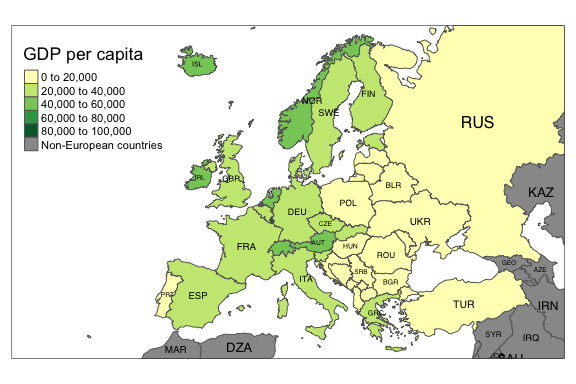 GDP per capita
0 to 20,000
20,000 to 40,000
40,000 to 60,000
60,000 to 80,000
80,000 to 100,000
Non-European countries
ISL
NOR
SWE
FIN
RUS
IRL
GBR
BLR
KAZ
POL
DEU
CZE
UKR
FRA
AUT
HUN
ROU
SRB
ITA
BGR
GEO
AZE
PRT
ESP
GRC
TUR
IRN
SYR
IRQ
MAR
DZA